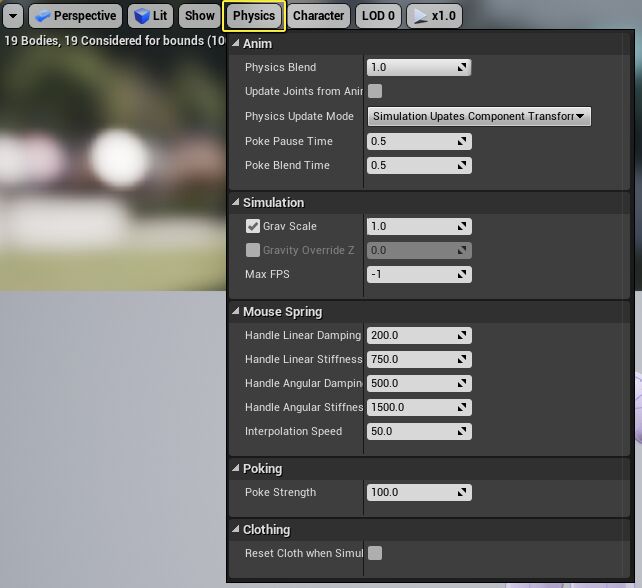 Perspective Lit Show Physics Character LOD 0 x1.0
19 Bodies, 19 Considered for bounds (10
Anim
Physics Blend 1.0
Update Joints from Anir
Physics Update Mode Simulation Upates Component Transforr
Poke Pause Time 0.5
Poke Blend Time 0.5
Simulation
Grav Scale 1.0
Gravity Override Z 0.0
Max FPS -1
Mouse Spring
Handle Linear Damping 200.0
Handle Linear Stiffness 750.0
Handle Angular Dampin 500.0
Handle Angular Stiffnes 1500.0
Interpolation Speed 50.0
Poking
Poke Strength 100.0
Clothing
Reset Cloth when Simul